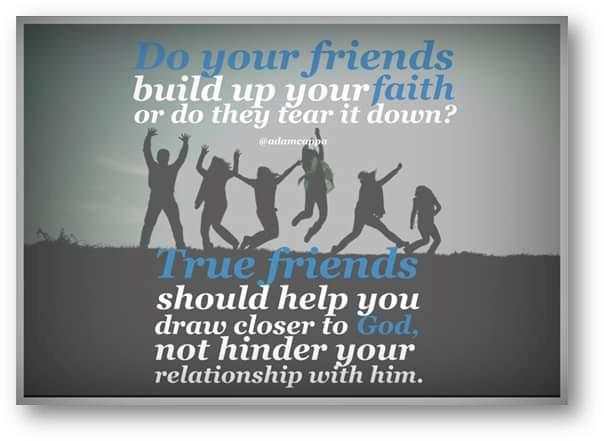 Do your friends
build up your faith
or do they tear it down?
@adamcappa
True friends
should help you
draw closer to God,
not hinder your
relationship with him.